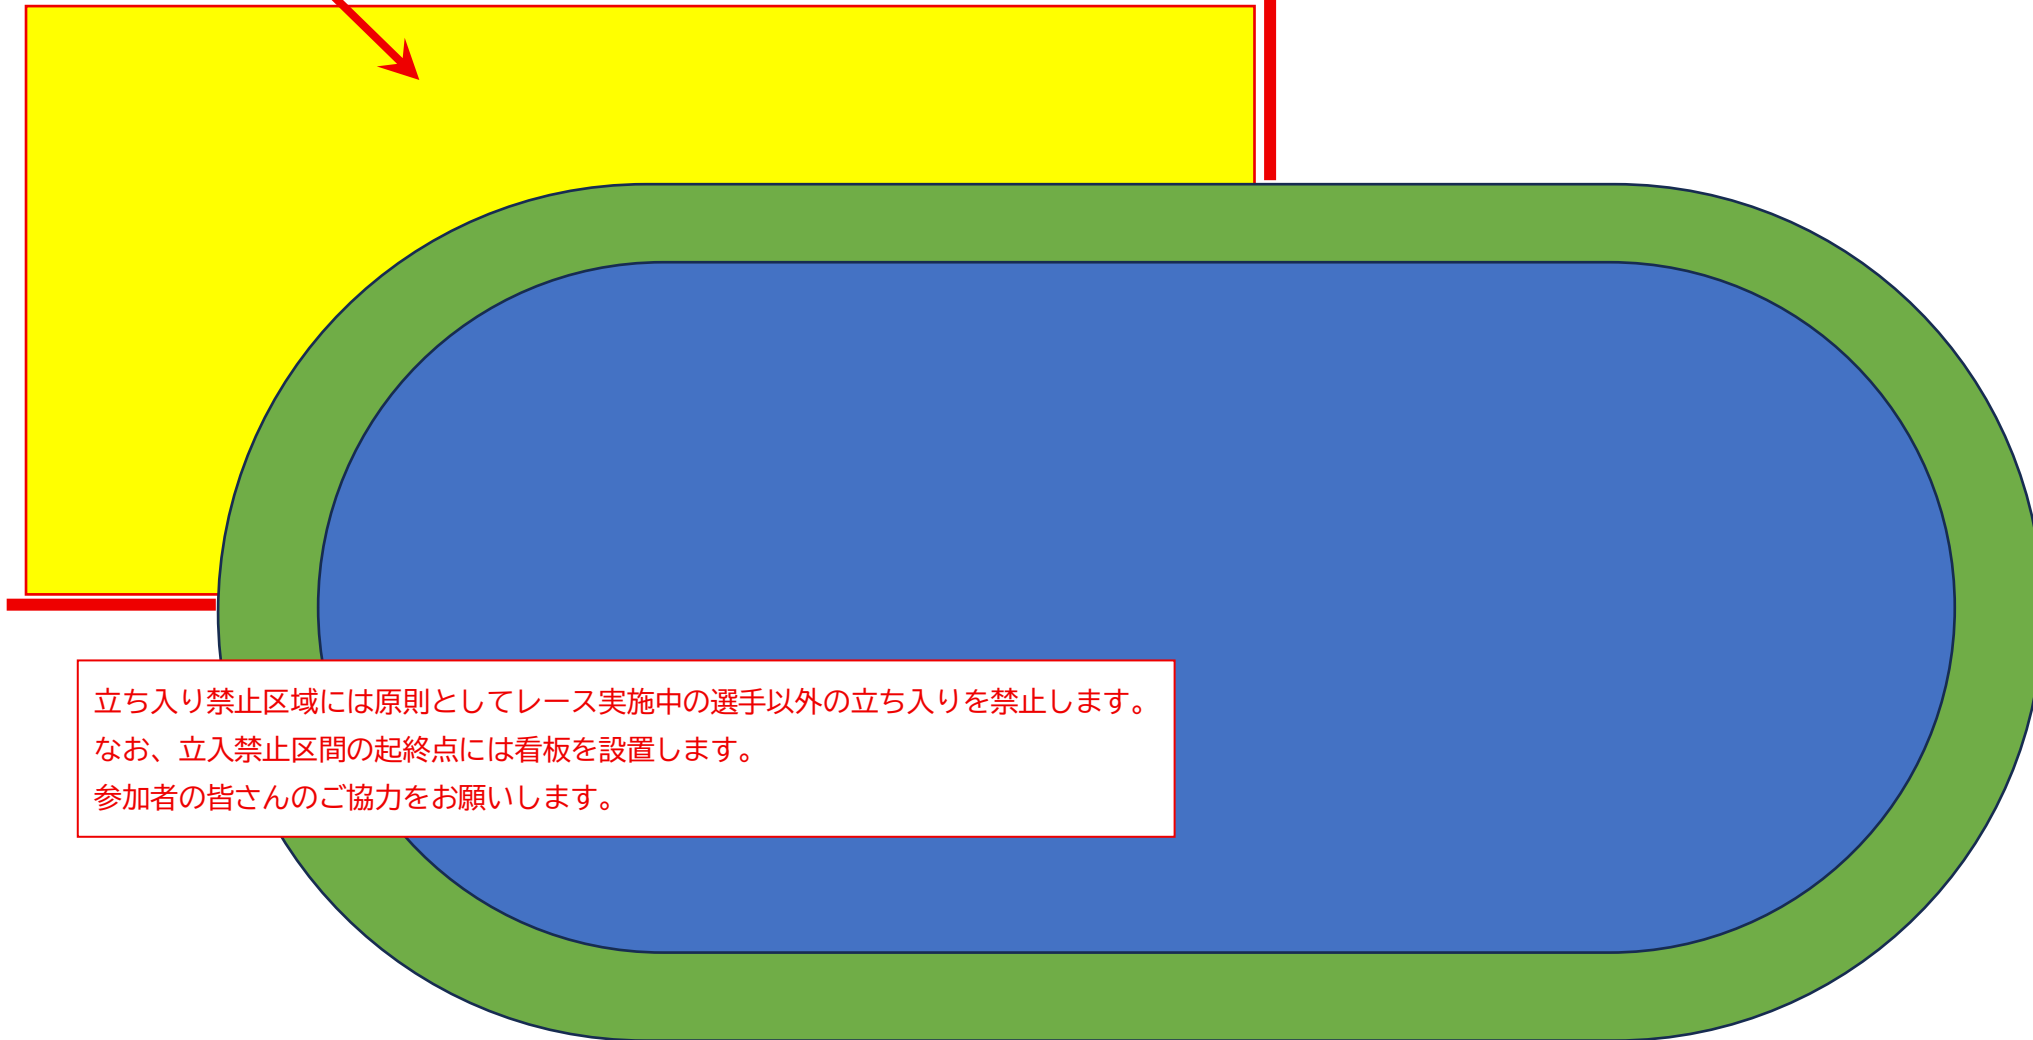 立ち入り禁止区域には原則としてレース実施中の選手以外の立ち入りを禁止します。
なお、立入禁止区間の起終点には看板を設置します。
参加者の皆さんのご協力をお願いします。